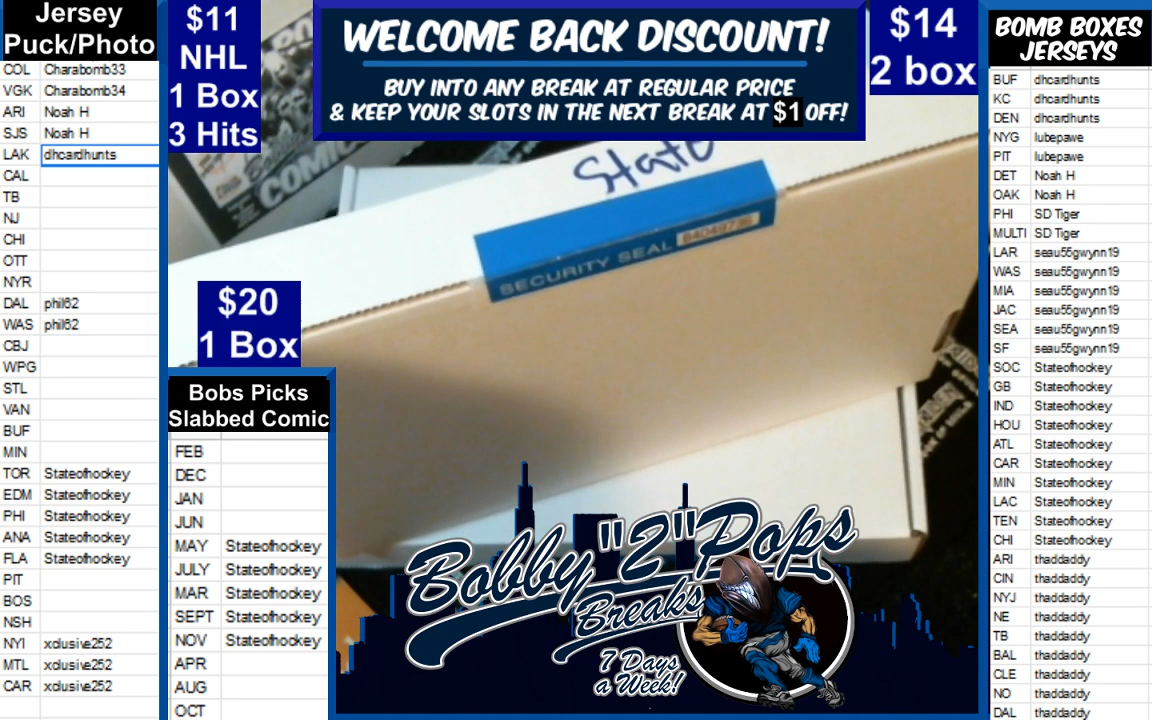 Jersey
Puck/Photo
COL Charabomb33
VGK Charabomb34
ARI Noah H
SJS Noah H
LAK dhcardhunts
CAL
TB
NJ
CHI
OTT
NYR
DAL phil62
WAS phil62
CBJ
WPG
STL
VAN
BUF
MIN
TOR Stateofhockey
EDM Stateofhockey
PHI Stateofhockey
ANA Stateofhockey
FLA Stateofhockey
PIT
BOS
NSH
NYI xclusive252
MTL xclusive252
CAR xclusive252
$11
NHL
1 Box
3 Hits
WELCOME BACK DISCOUNT!
BUY INTO ANY BREAK AT REGULAR PRICE
& KEEP YOUR SLOTS IN THE NEXT BREAK AT $1 OFF!
$14
2 box
COMIC
State
SECURITY SEAL
$20
1 Box
Bobs Picks
Slabbed Comic
FEB
DEC
JAN
JUN
MAY Stateofhockey
JULY Stateofhockey
MAR Stateofhockey
SEPT Stateofhockey
NOV Stateofhockey
APR
AUG
OCT
Bobby "2" Pops
Breaks
7 Days
a Week!
BOMB BOXES
JERSEYS
BUF dhcardhunts
KC dhcardhunts
DEN dhcardhunts
NYG lubepawe
PIT lubepawe
DET Noah H
OAK Noah H
PHI SD Tiger
MULTI SD Tiger
LAR seau55gwynn19
WAS seau55gwynn19
MIA seau55gwynn19
JAC seau55gwynn19
SEA seau55gwynn19
SF seau55gwynn19
SOC Stateofhockey
GB Stateofhockey
IND Stateofhockey
HOU Stateofhockey
ATL Stateofhockey
CAR Stateofhockey
MIN Stateofhockey
LAC Stateofhockey
TEN Stateofhockey
CHI Stateofhockey
ARI thaddaddy
CIN thaddaddy
NYJ thaddaddy
NE thaddaddy
TB thaddaddy
BAL thaddaddy
CLE thaddaddy
NO thaddaddy
DAL thaddaddy